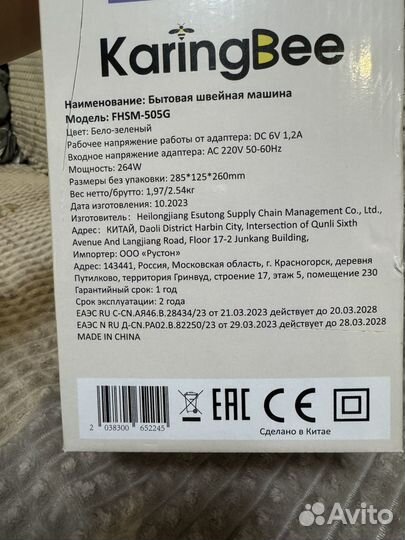 KaringBee
Наименование: Бытовая швейная машина
Модель: FHSM-505G
Цвет: Бело-зеленый
Рабочее напряжение работы от адаптера: DC 6V 1,2A
Входное напряжение адаптера: AC 220V 50-60Hz
Мощность: 264W
Размеры без упаковки: 285*125*260mm
Вес нетто/брутто: 1,97/2.54кг
Дата изготовления: 10.2023
Изготовитель: Heilongjiang Esutong Supply Chain Management Co., Ltd.,
Адрес: КИТАЙ, Daoli District Harbin City, Intersection of Qunli Sixth
Avenue And Langjiang Road, Floor 17-2 Junkang Building,
Импортер: ООО «Рустон»
Адрес: 143441, Россия, Московская область, г. Красногорск, деревня
Путилково, территория Гринвуд, строение 17, этаж 5, помещение 230
Гарантийный срок: 1 год
Срок эксплуатации: 2 года
ЕАЭС RU C-CN.АЯ46.В.28434/23 от 21.03.2023 действует до 20.03.2028
ЕАЭС N RU Д-CN.РА02.В.82250/23 от 29.03.2023 действует до 28.03.2028
MADE IN CHINA
2 038300 652245
EAC CE
Сделано в Китае
Avito